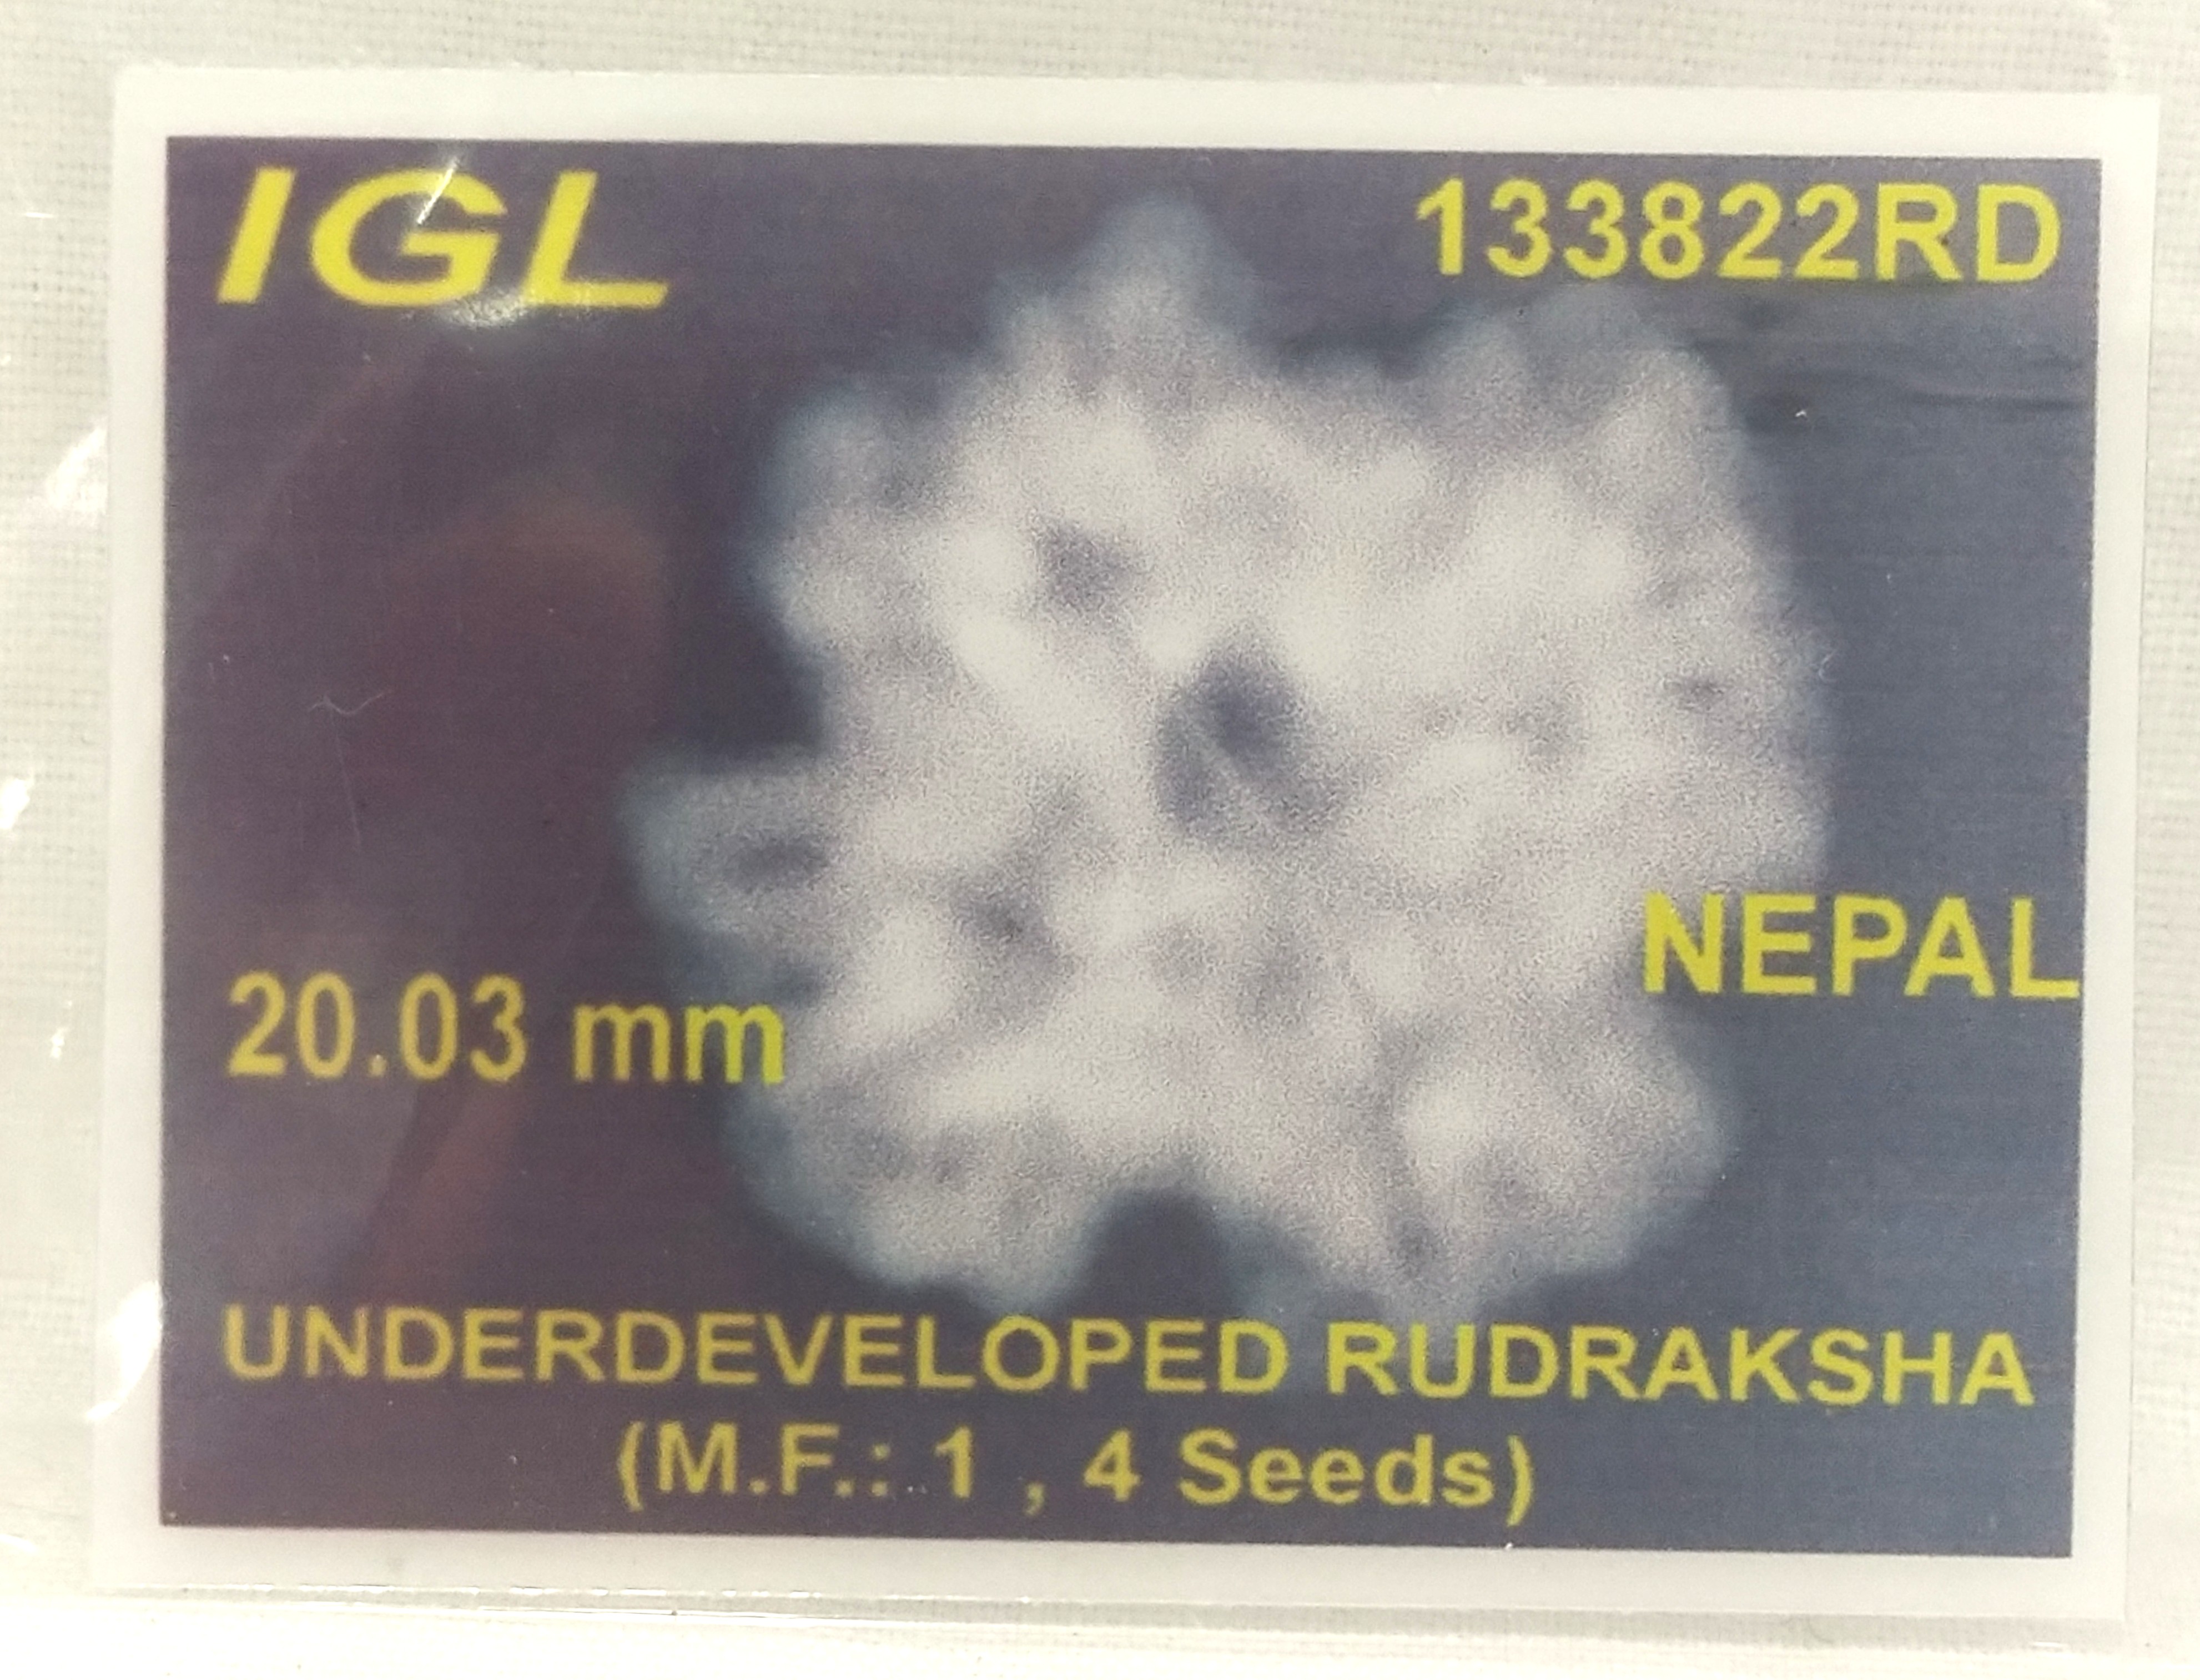 IGL
133822RD
NEPAL
20.03 mm
UNDERDEVELOPED RUDRAKSHA
(M.F.: 1 , 4 Seeds)